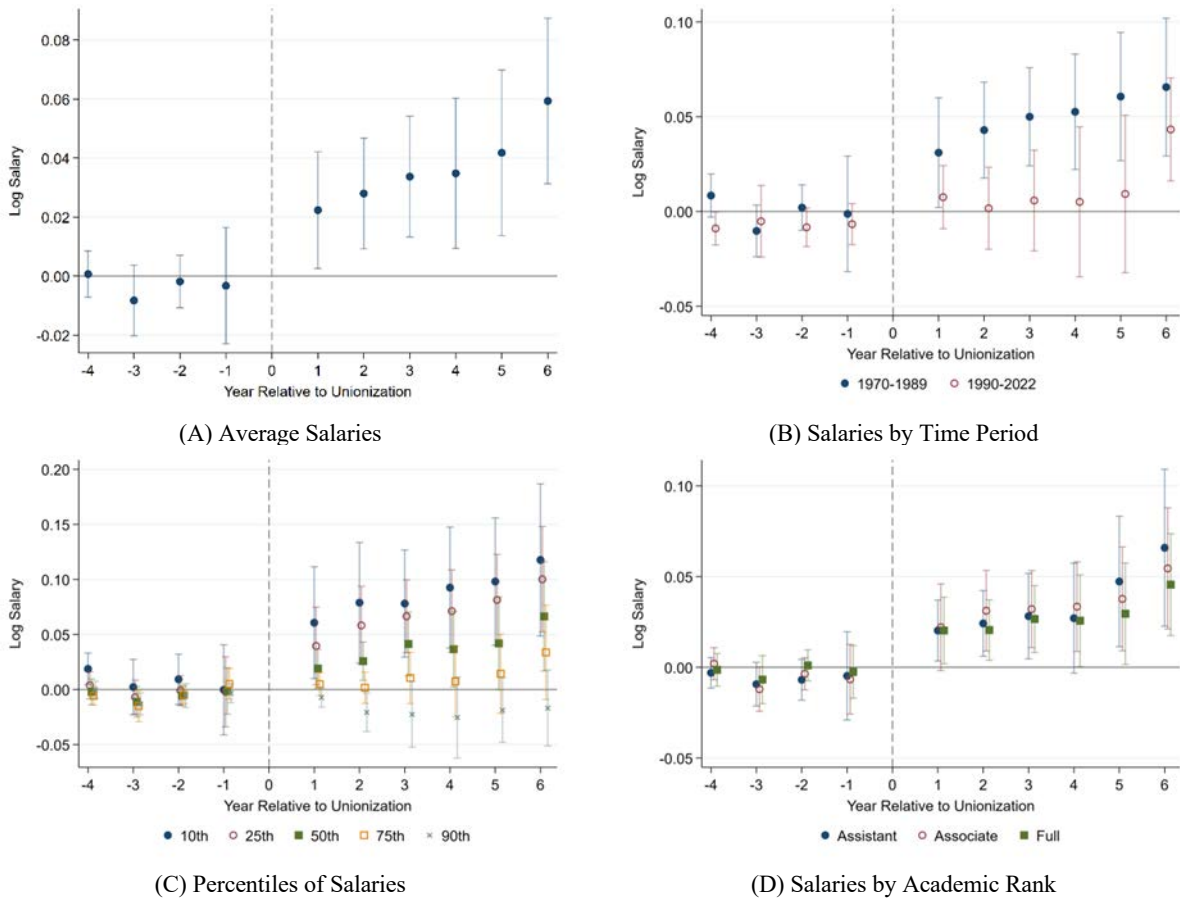 0.08
0.06
0.04
0.02
0.00
-0.02
Log Salary
-4 -3 -2 -1 0 1 2 3 4 5 6
Year Relative to Unionization
(A) Average Salaries
0.10
0.05
0.00
-0.05
Log Salary
-4 -3 -2 -1 0 1 2 3 4 5 6
Year Relative to Unionization
1970-1989 1990-2022
(B) Salaries by Time Period
0.20
0.15
0.10
0.05
0.00
-0.05
Log Salary
-4 -3 -2 -1 0 1 2 3 4 5 6
Year Relative to Unionization
10th 25th 50th 75th 90th
(C) Percentiles of Salaries
0.10
0.05
0.00
-0.05
Log Salary
-4 -3 -2 -1 0 1 2 3 4 5 6
Year Relative to Unionization
Assistant Associate Full
(D) Salaries by Academic Rank